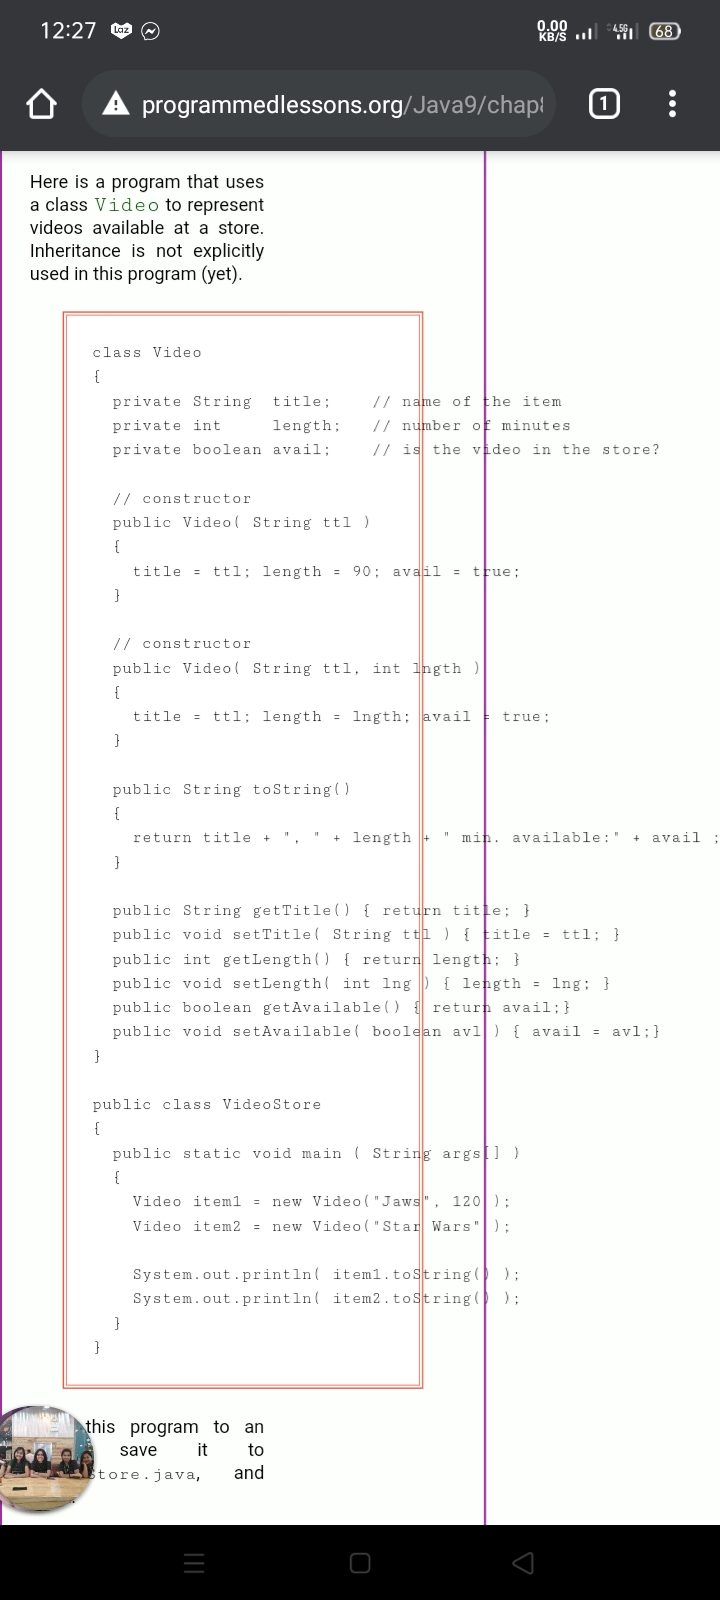 12:27 Laz 0.00 KB/S 4.5G 68
programmedlessons.org/Java9/chap 1
Here is a program that uses
a class Video to represent
videos available at a store.
Inheritance is not explicitly
used in this program (yet).
class Video
{
private String title; // name of the item
private int length; // number of minutes
private boolean avail; // is the video in the store?
// constructor
public Video( String ttl )
{
title = ttl; length = 90; avail = true;
}
// constructor
public Video( String ttl, int lngth )
{
title = ttl; length = lngth; avail = true;
}
public String toString()
{
return title + ", " + length + " min. available:" + avail ;
}
public String getTitle() { return title; }
public void setTitle( String ttl ) { title = ttl; }
public int getLength() { return length; }
public void setLength( int lng ) { length = lng; }
public boolean getAvailable() { return avail;}
public void setAvailable( boolean avl ) { avail = avl;}
}
public class VideoStore
{
public static void main ( String args[] )
{
Video item1 = new Video("Jaws", 120 );
Video item2 = new Video("Star Wars" );
System.out.println( item1.toString() );
System.out.println( item2.toString() );
}
}
this program to an
save it to
Store.java, and